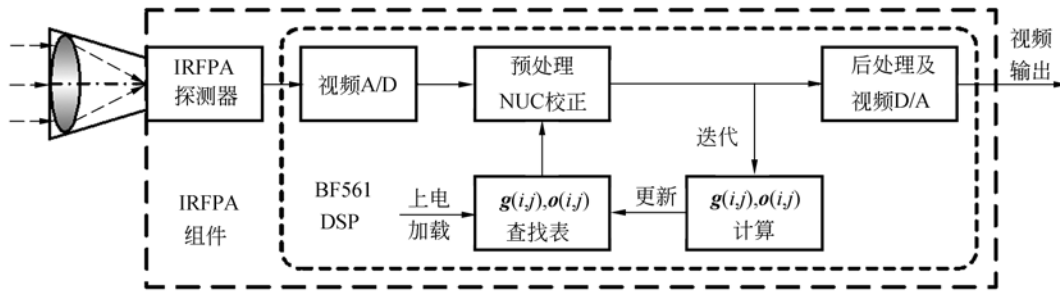 IRFPA
探测器
视频A/D
预处理
NUC校正
后处理及
视频D/A
视频
输出
迭代
IRFPA
组件
BF561
DSP
上电
加载
g(i,j),o(i,j)
查找表
更新
g(i,j),o(i,j)
计算